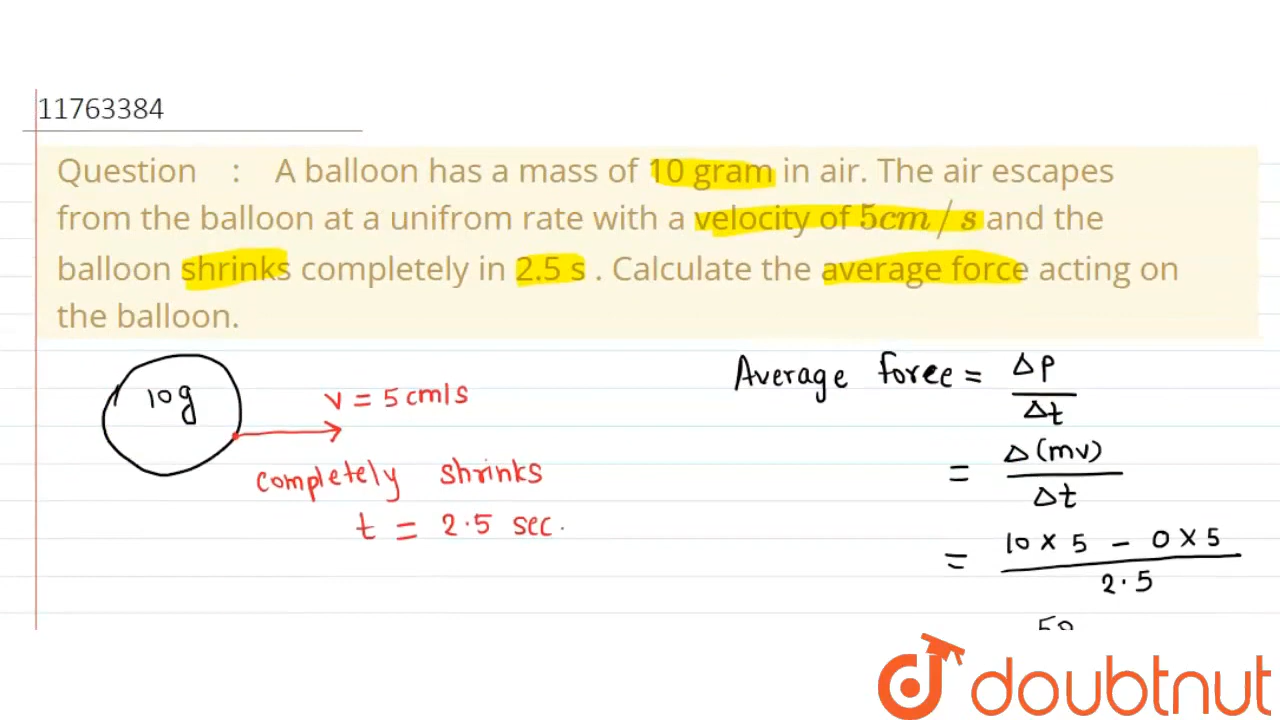 11763384
Question : A balloon has a mass of 10 gram in air. The air escapes
from the balloon at a unifrom rate with a velocity of 5cm/s and the
balloon shrinks completely in 2.5 s . Calculate the average force acting on
the balloon.
10g
v = 5 cm/s
completely shrinks
t = 2.5 sec.
Average force = Δp
Δt
= Δ(mv)
Δt
= 10 × 5 – 0 × 5
2.5
50
doubtnut